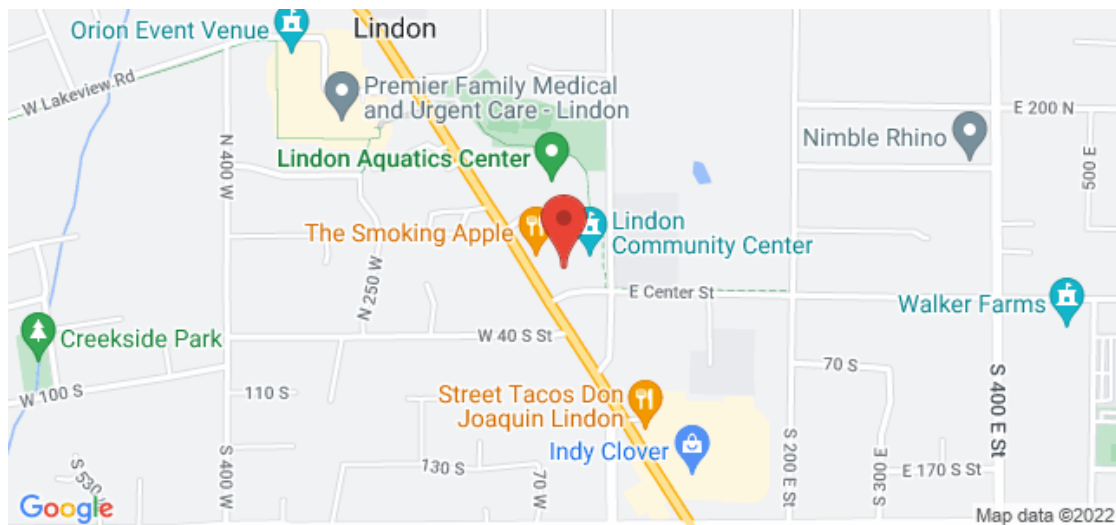 Orion Event Venue
Lindon
W Lakeview Rd
Premier Family Medical
and Urgent Care - Lindon
E 200 N
Nimble Rhino
N 400 W
Lindon Aquatics Center
500 E
The Smoking Apple
Lindon
Community Center
N 250 W
E Center St
Walker Farms
Creekside Park
W 40 S St
W 100 S
110 S
70 S
Street Tacos Don
Joaquin Lindon
S 400 E St
Indy Clover
S 400 W
130 S
70 W
S 200 E St
S 300 E
E 170 S St
S 530
Google
Map data ©2022